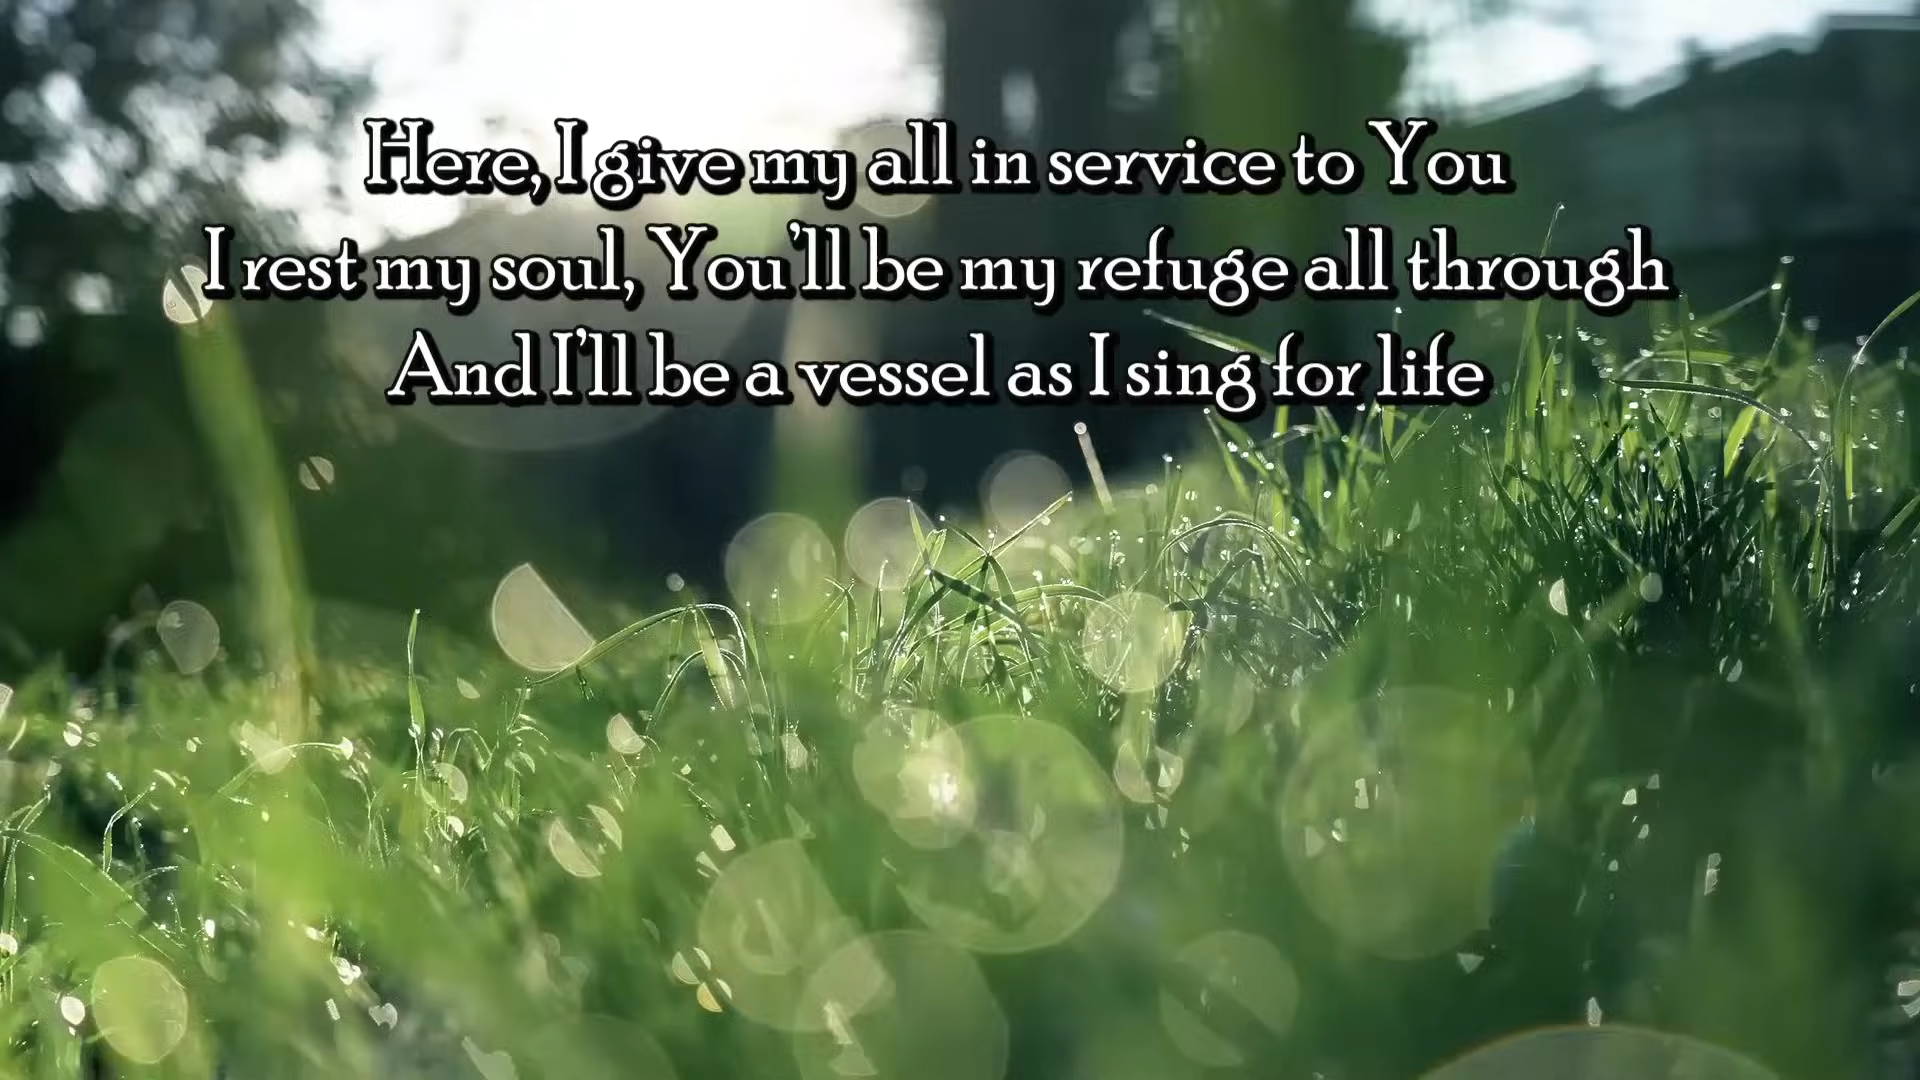 Here, I give my all in service to You
I rest my soul, You'll be my refuge all through
And I'll be a vessel as I sing for life